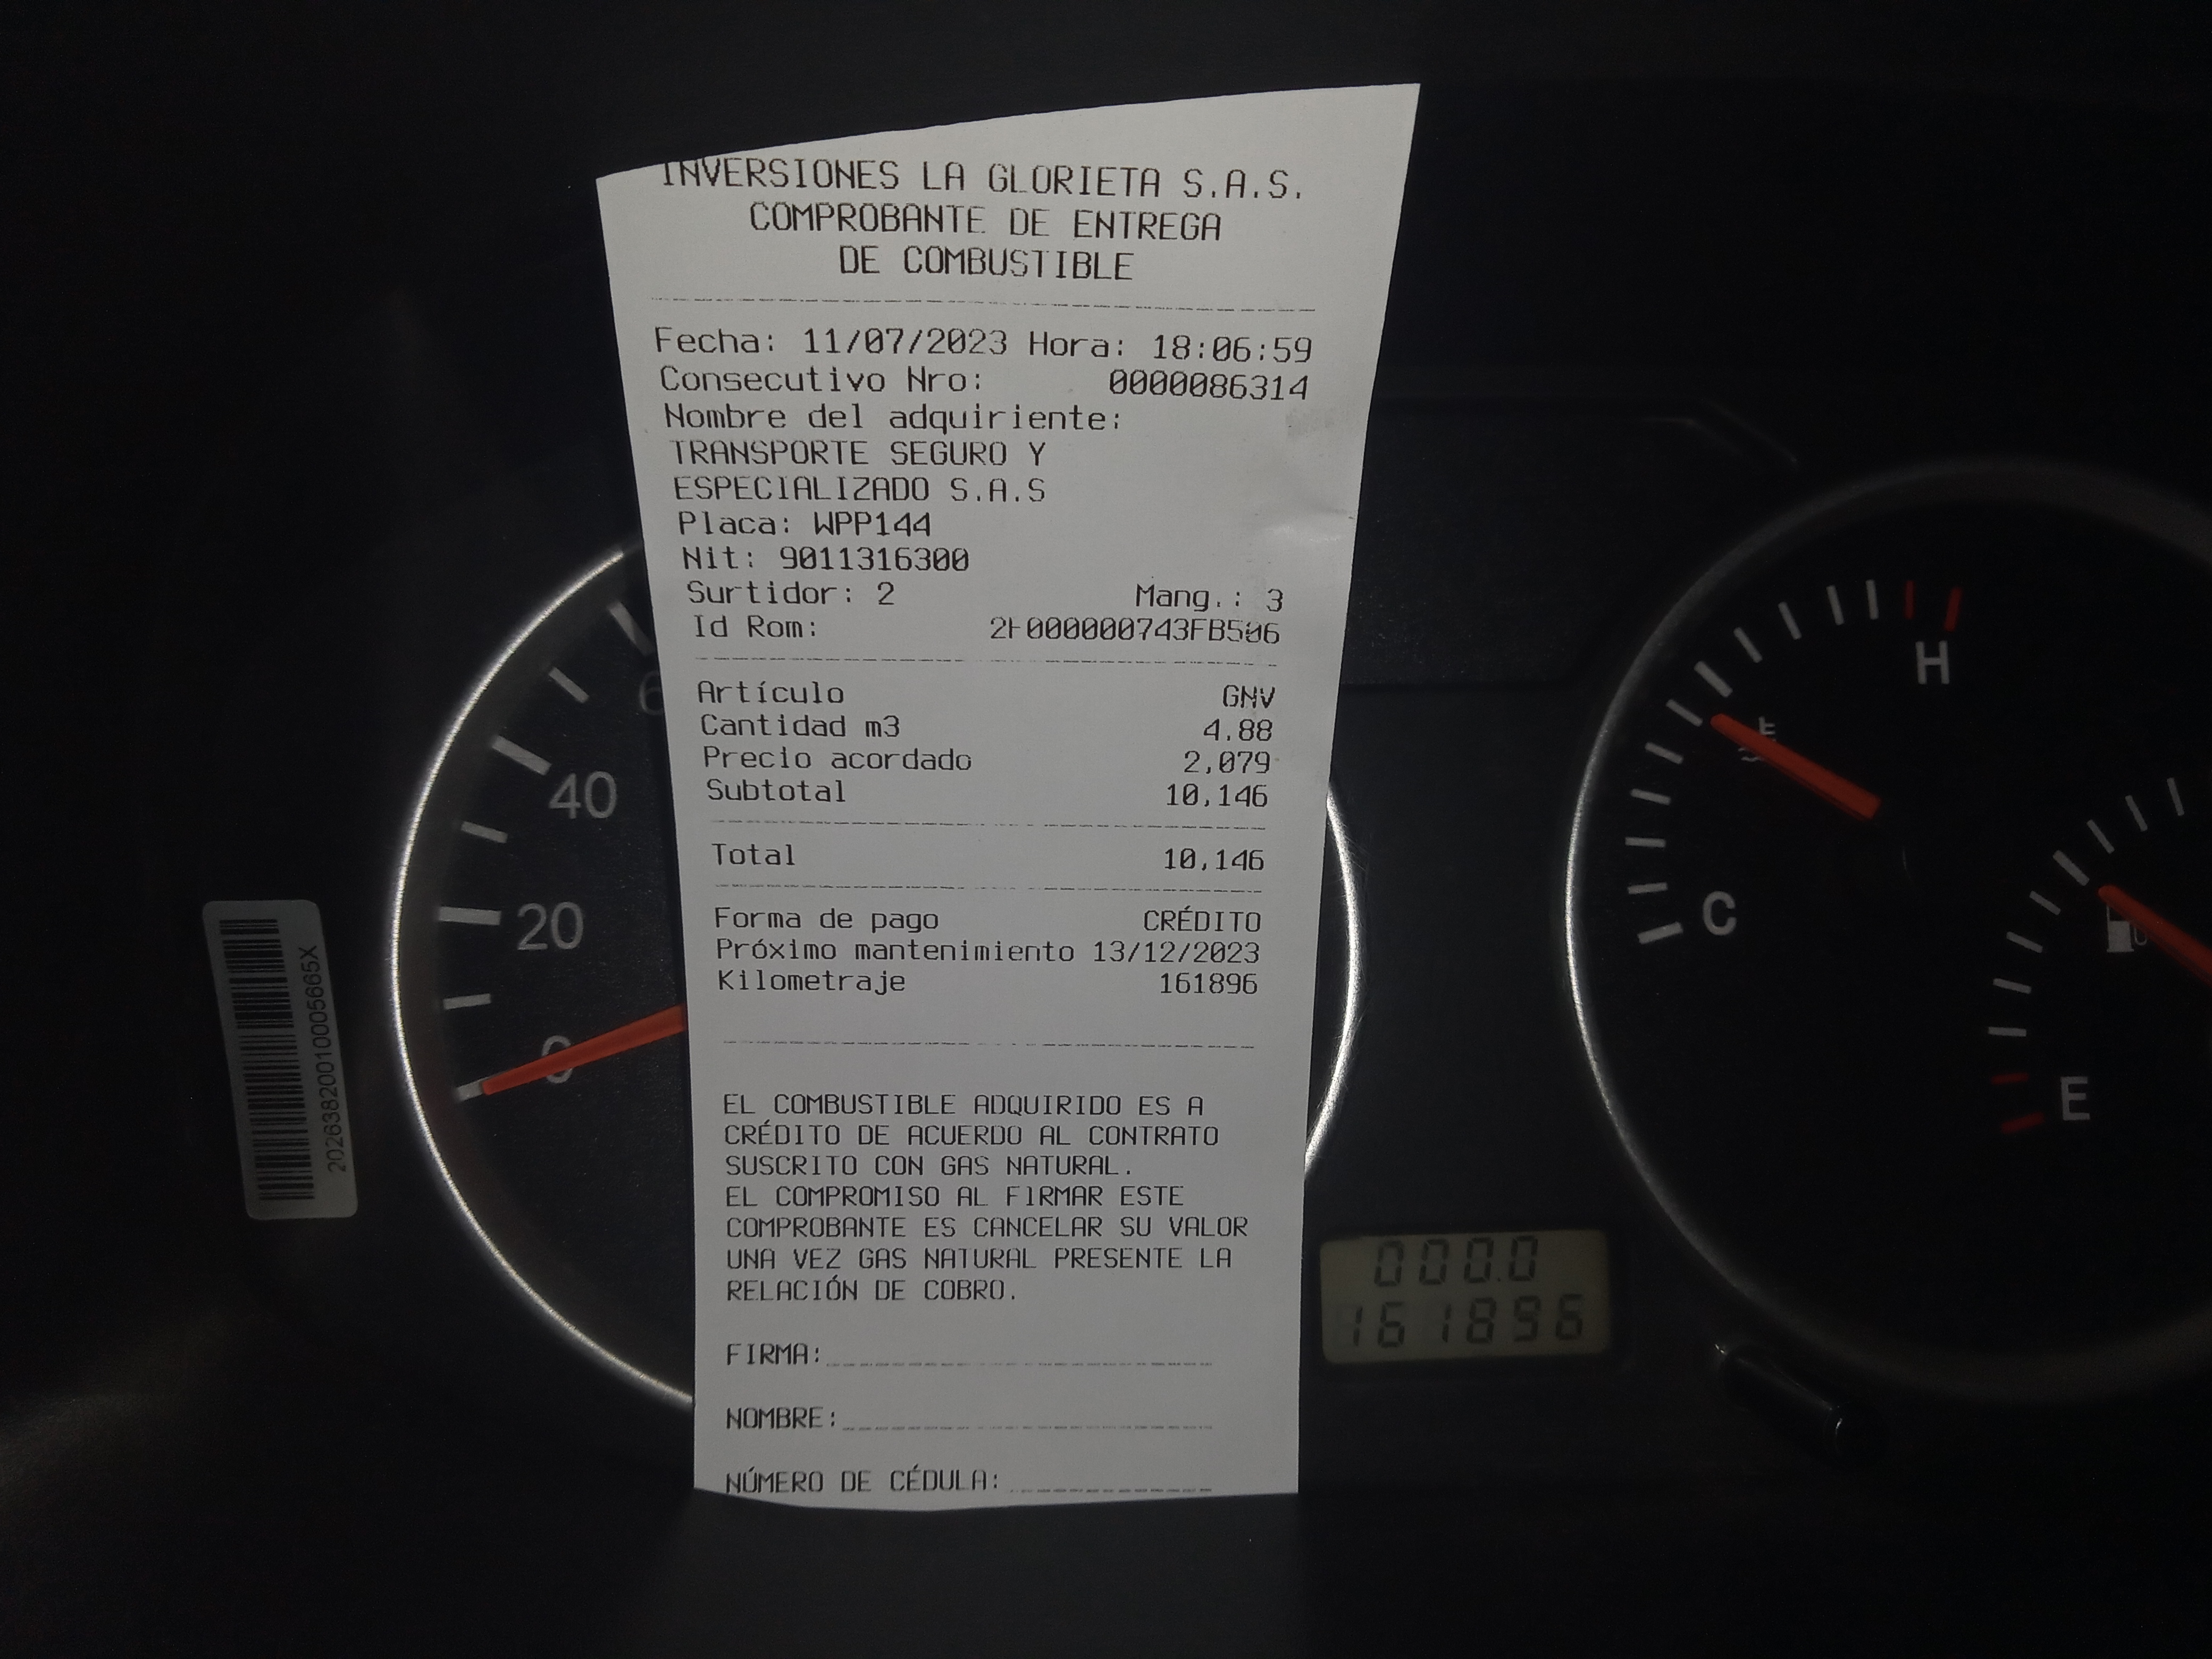 INVERSIONES LA GLORIETA S.A.S.
COMPROBANTE DE ENTREGA
DE COMBUSTIBLE
Fecha: 11/07/2023 Hora: 18:06:59
Consecutivo Nro: 0000086314
Nombre del adquiriente:
TRANSPORTE SEGURO Y
ESPECIALIZADO S.A.S
Placa: WPP144
Nit: 9011316300
Surtidor: 2 Mang.: 3
Id Rom: 2F000000743FB506
Artículo GNV
Cantidad m3 4.88
Precio acordado 2,079
Subtotal 10,146
Total 10,146
Forma de pago CRÉDITO
Próximo mantenimiento 13/12/2023
Kilometraje 161896
EL COMBUSTIBLE ADQUIRIDO ES A
CRÉDITO DE ACUERDO AL CONTRATO
SUSCRITO CON GAS NATURAL.
EL COMPROMISO AL FIRMAR ESTE
COMPROBANTE ES CANCELAR SU VALOR
UNA VEZ GAS NATURAL PRESENTE LA
RELACIÓN DE COBRO.
FIRMA:
NOMBRE:
NÚMERO DE CÉDULA:
40
20
0
20263820010005665X
H
C
E
000.0
161896